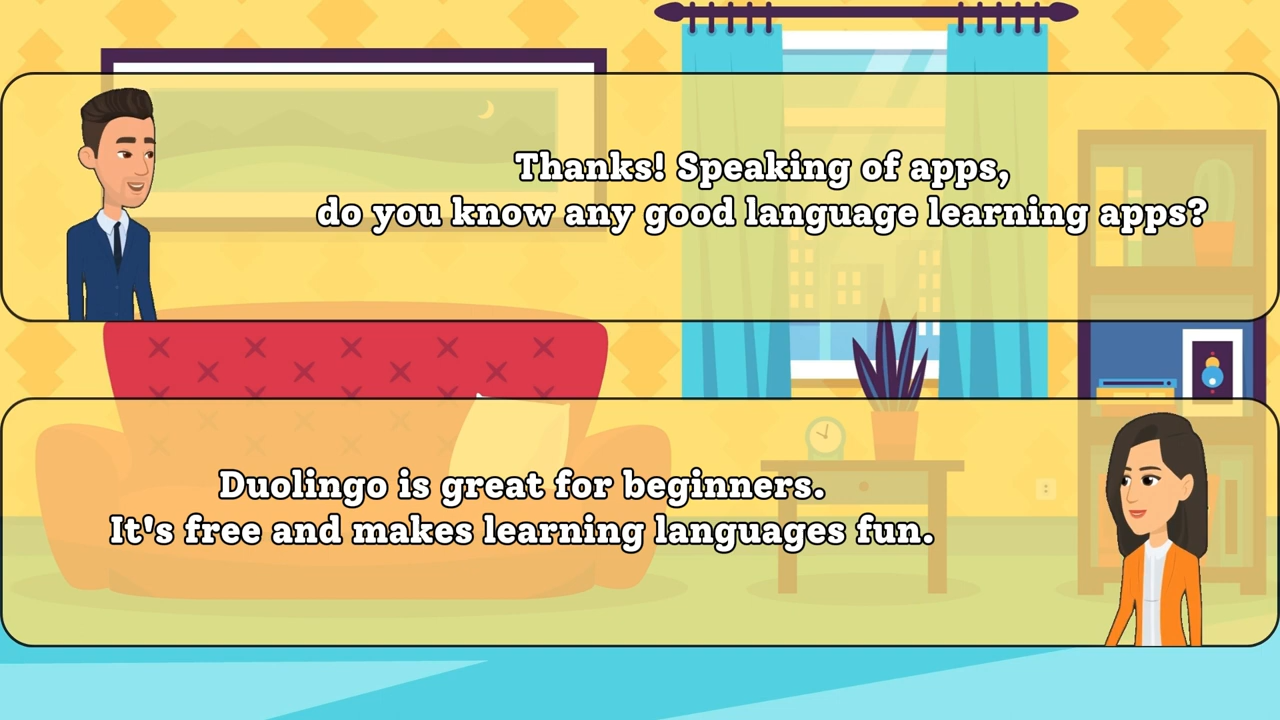 Thanks! Speaking of apps,
do you know any good language learning apps?
Duolingo is great for beginners.
It's free and makes learning languages fun.